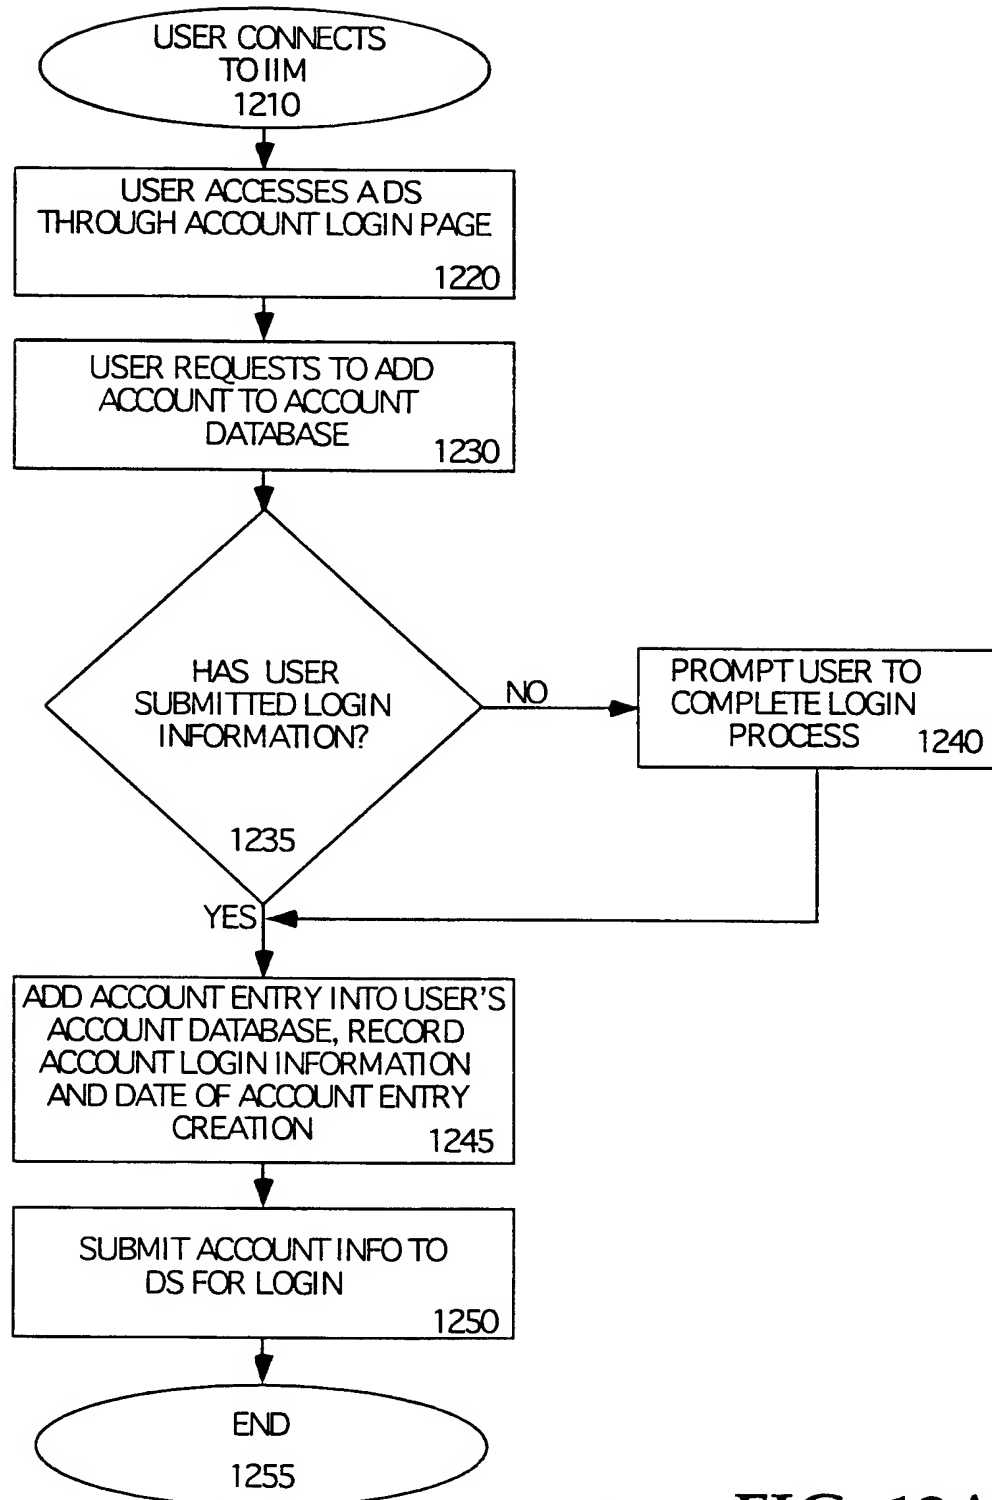 USER CONNECTS
TO IIM
1210
USER ACCESSES A DS
THROUGH ACCOUNT LOGIN PAGE
1220
USER REQUESTS TO ADD
ACCOUNT TO ACCOUNT
DATABASE
1230
HAS USER
SUBMITTED LOGIN
INFORMATION?
1235
NO
PROMPT USER TO
COMPLETE LOGIN
PROCESS 1240
YES
ADD ACCOUNT ENTRY INTO USER'S
ACCOUNT DATABASE, RECORD
ACCOUNT LOGIN INFORMATION
AND DATE OF ACCOUNT ENTRY
CREATION 1245
SUBMIT ACCOUNT INFO TO
DS FOR LOGIN
1250
END
1255